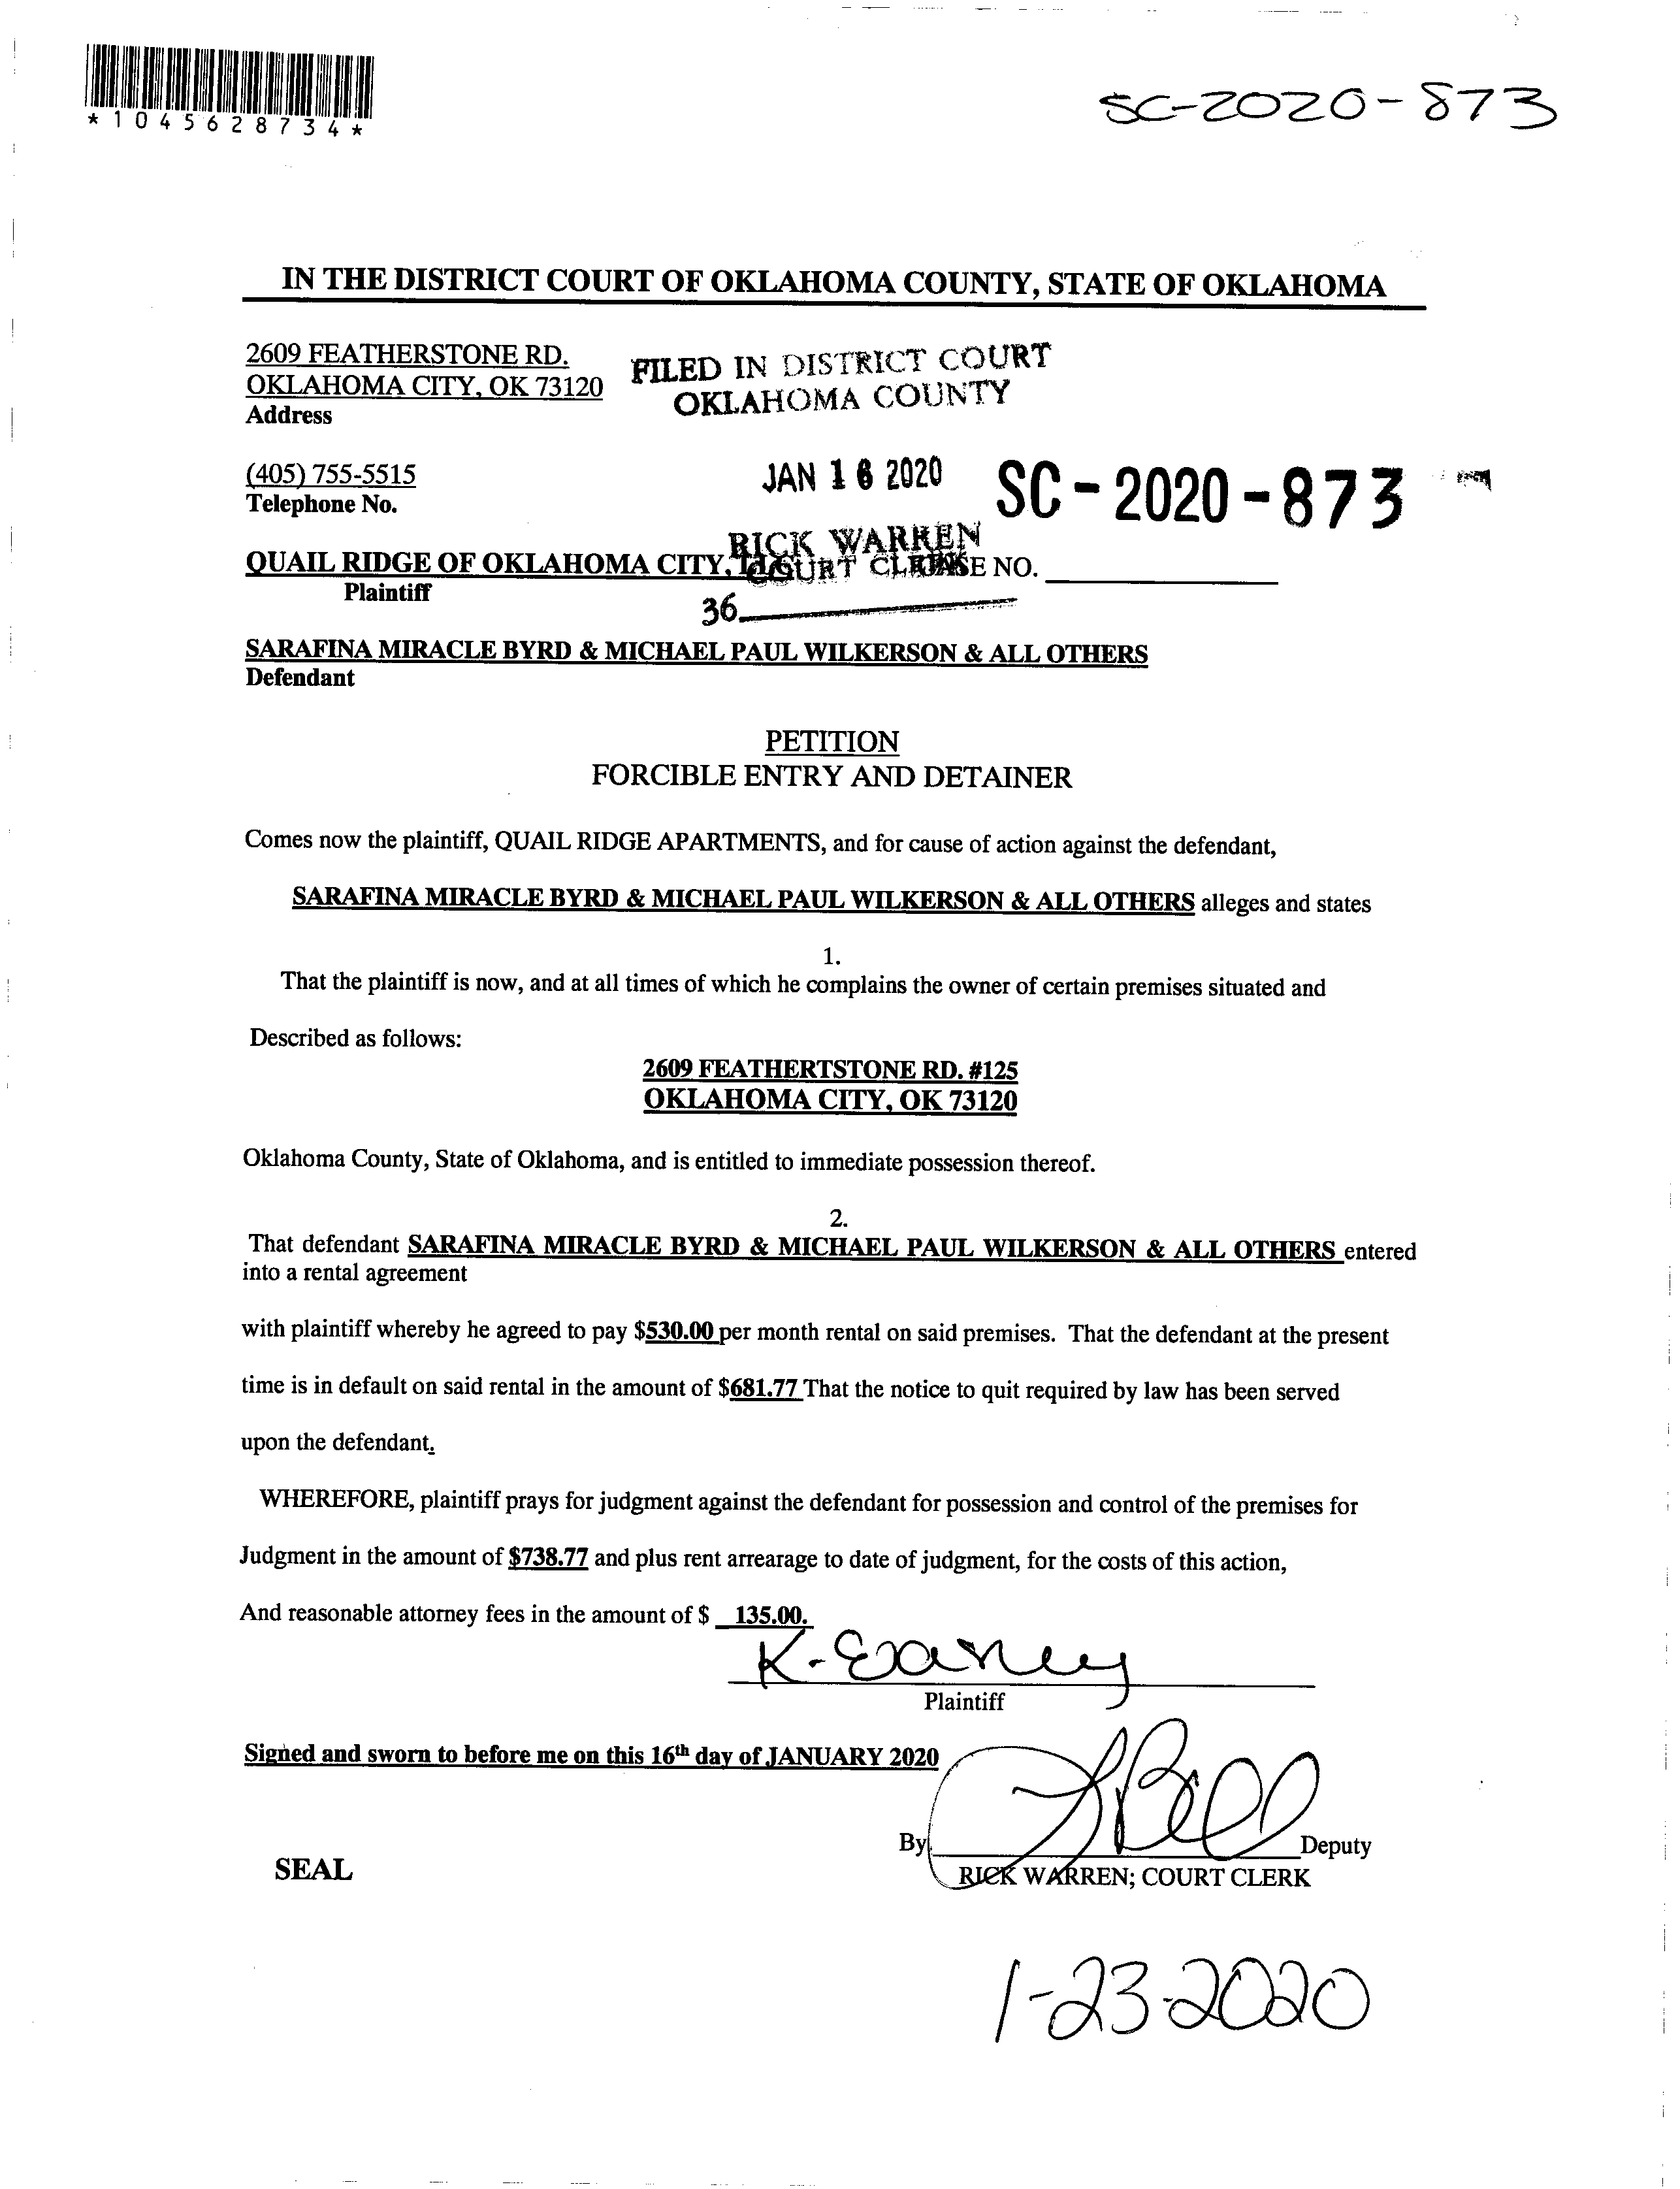 *1045628734*
SC-2020-873
IN THE DISTRICT COURT OF OKLAHOMA COUNTY, STATE OF OKLAHOMA
2609 FEATHERSTONE RD.
OKLAHOMA CITY, OK 73120
Address
FILED IN DISTRICT COURT
OKLAHOMA COUNTY
(405) 755-5515
Telephone No.
JAN 16 2020
SC-2020-873
RICK WARREN
COURT CLERK
QUAIL RIDGE OF OKLAHOMA CITY, NO.
Plaintiff
36
SARAFINA MIRACLE BYRD & MICHAEL PAUL WILKERSON & ALL OTHERS
Defendant
PETITION
FORCIBLE ENTRY AND DETAINER
Comes now the plaintiff, QUAIL RIDGE APARTMENTS, and for cause of action against the defendant,
SARAFINA MIRACLE BYRD & MICHAEL PAUL WILKERSON & ALL OTHERS alleges and states
1.
That the plaintiff is now, and at all times of which he complains the owner of certain premises situated and
Described as follows:
2609 FEATHERTSTONE RD. #125
OKLAHOMA CITY, OK 73120
Oklahoma County, State of Oklahoma, and is entitled to immediate possession thereof.
2.
That defendant SARAFINA MIRACLE BYRD & MICHAEL PAUL WILKERSON & ALL OTHERS entered
into a rental agreement
with plaintiff whereby he agreed to pay $530.00 per month rental on said premises. That the defendant at the present
time is in default on said rental in the amount of $681.77 That the notice to quit required by law has been served
upon the defendant.
WHEREFORE, plaintiff prays for judgment against the defendant for possession and control of the premises for
Judgment in the amount of $738.77 and plus rent arrearage to date of judgment, for the costs of this action,
And reasonable attorney fees in the amount of $ 135.00.
Plaintiff
Signed and sworn to before me on this 16th day of JANUARY 2020
By Deputy
SEAL
RICK WARREN; COURT CLERK
1-23-2020